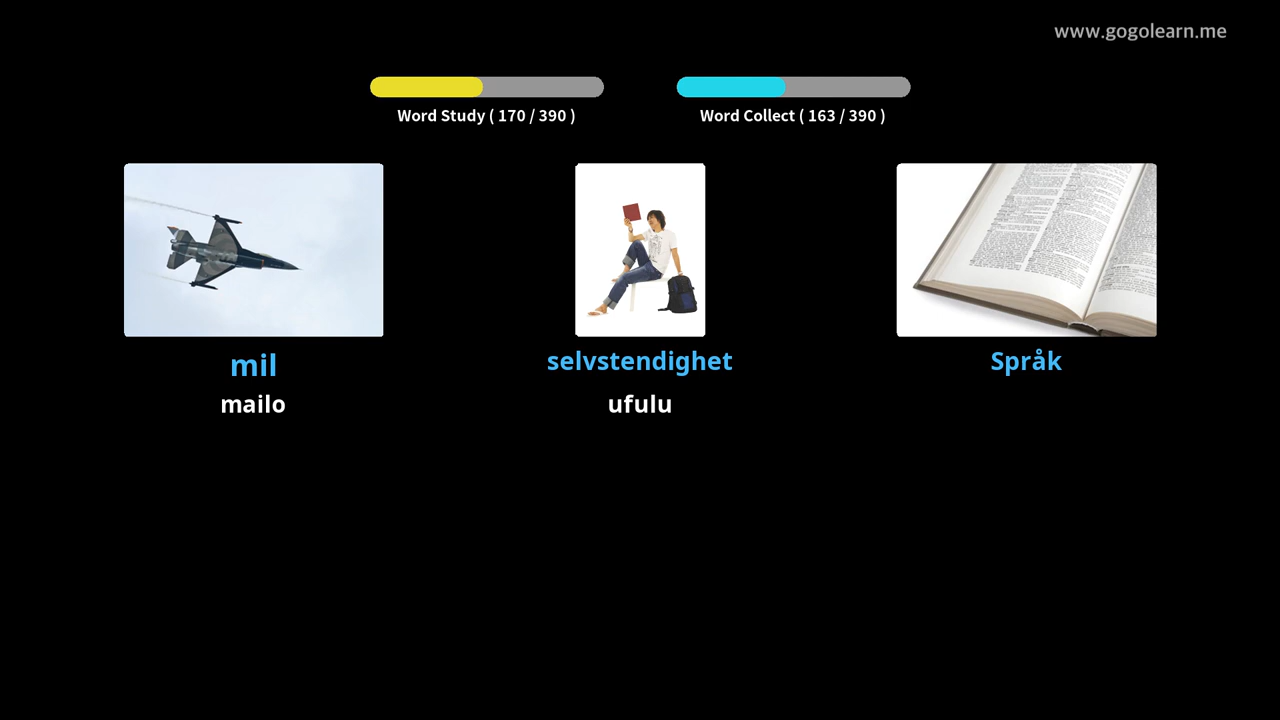 www.gogolearn.me
Word Study ( 170 / 390 )
Word Collect ( 163 / 390 )
mil
selvstendighet
Språk
mailo
ufulu